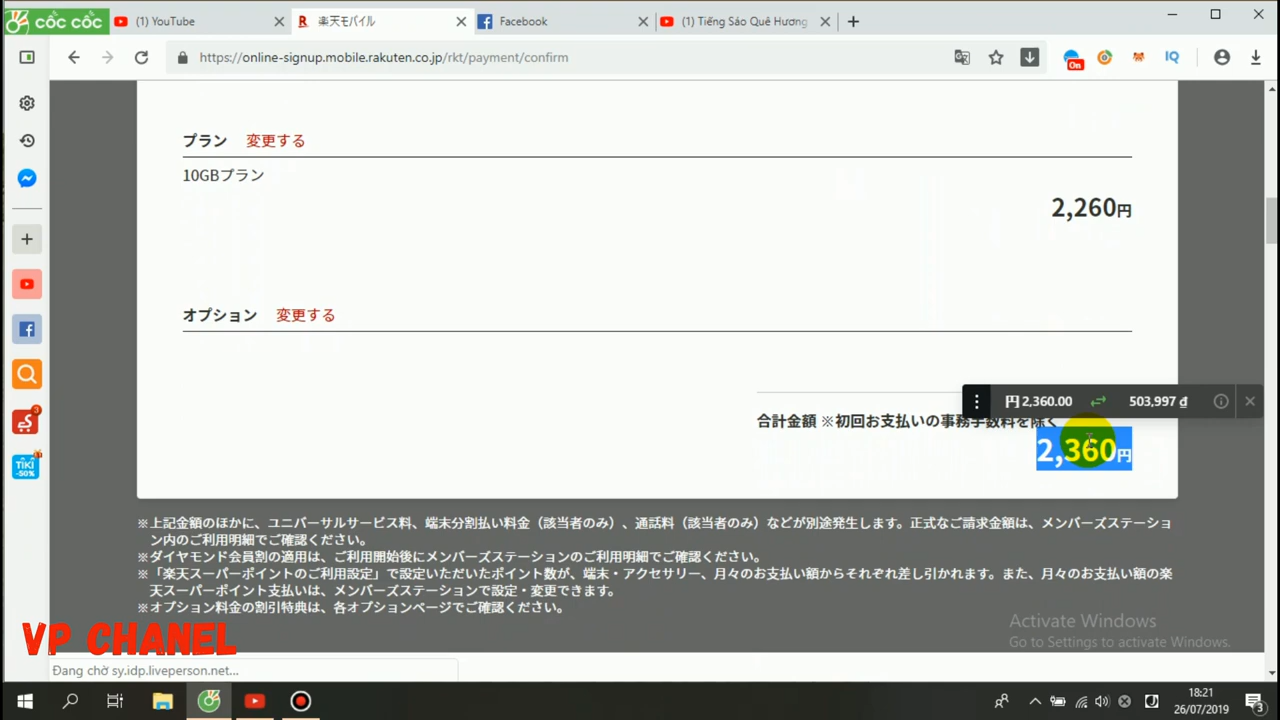 cốc cốc
(1) YouTube
楽天モバイル
Facebook
(1) Tiếng Sáo Quê Hương
https://online-signup.mobile.rakuten.co.jp/rkt/payment/confirm
On
IQ
プラン 変更する
10GBプラン
2,260円
オプション 変更する
円 2,360.00 503,997 ₫
合計金額 ※初回お支払いの事務手数料を除く
2,360円
3
TIKI
-50%
※上記金額のほかに、ユニバーサルサービス料、端末分割払い料金（該当者のみ）、通話料（該当者のみ）などが別途発生します。正式なご請求金額は、メンバーズステーショ
ン内のご利用明細でご確認ください。
※ダイヤモンド会員割の適用は、ご利用開始後にメンバーズステーションのご利用明細でご確認ください。
※「楽天スーパーポイントのご利用設定」で設定いただいたポイント数が、端末・アクセサリー、月々のお支払い額からそれぞれ差し引かれます。また、月々のお支払い額の楽
天スーパーポイント支払いは、メンバーズステーションで設定・変更できます。
※オプション料金の割引特典は、各オプションページでご確認ください。
VP CHANEL
Activate Windows
Go to Settings to activate Windows.
Đang chờ sy.idp.liveperson.net...
18:21
26/07/2019
3